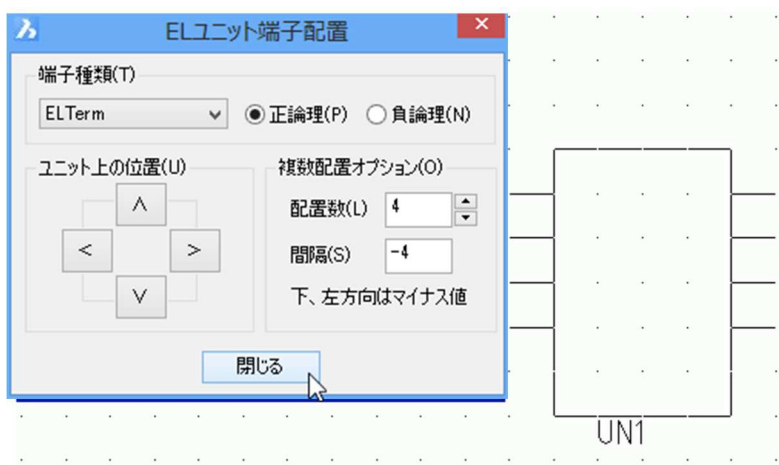 ELユニット端子配置
端子種類(T)
ELTerm 正論理(P) 負論理(N)
ユニット上の位置(U)
∧
< >
∨
複数配置オプション(O)
配置数(L) 4
間隔(S) -4
下、左方向はマイナス値
閉じる
UN1